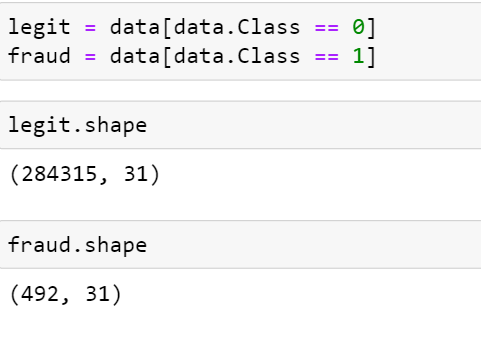 legit = data[data.Class == 0]
fraud = data[data.Class == 1]
legit.shape
(284315, 31)
fraud.shape
(492, 31)